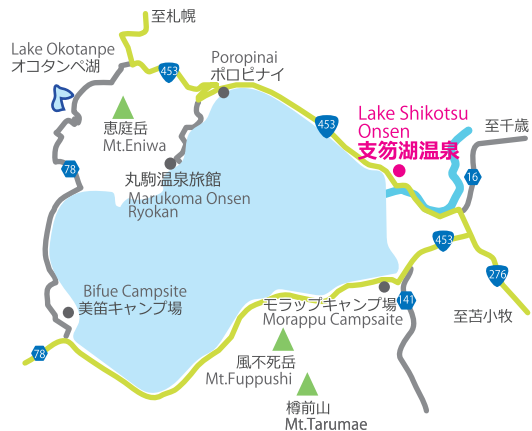 至札幌
Lake Okotanpe
オコタンペ湖
453
Poropinai
ポロピナイ
恵庭岳
Mt.Eniwa
453
Lake Shikotsu
Onsen
支笏湖温泉
至千歳
78
丸駒温泉旅館
Marukoma Onsen
Ryokan
16
453
276
Bifue Campsite
美笛キャンプ場
モラップキャンプ場
Morappu Campsaite
141
至苫小牧
78
風不死岳
Mt.Fuppushi
樽前山
Mt.Tarumae